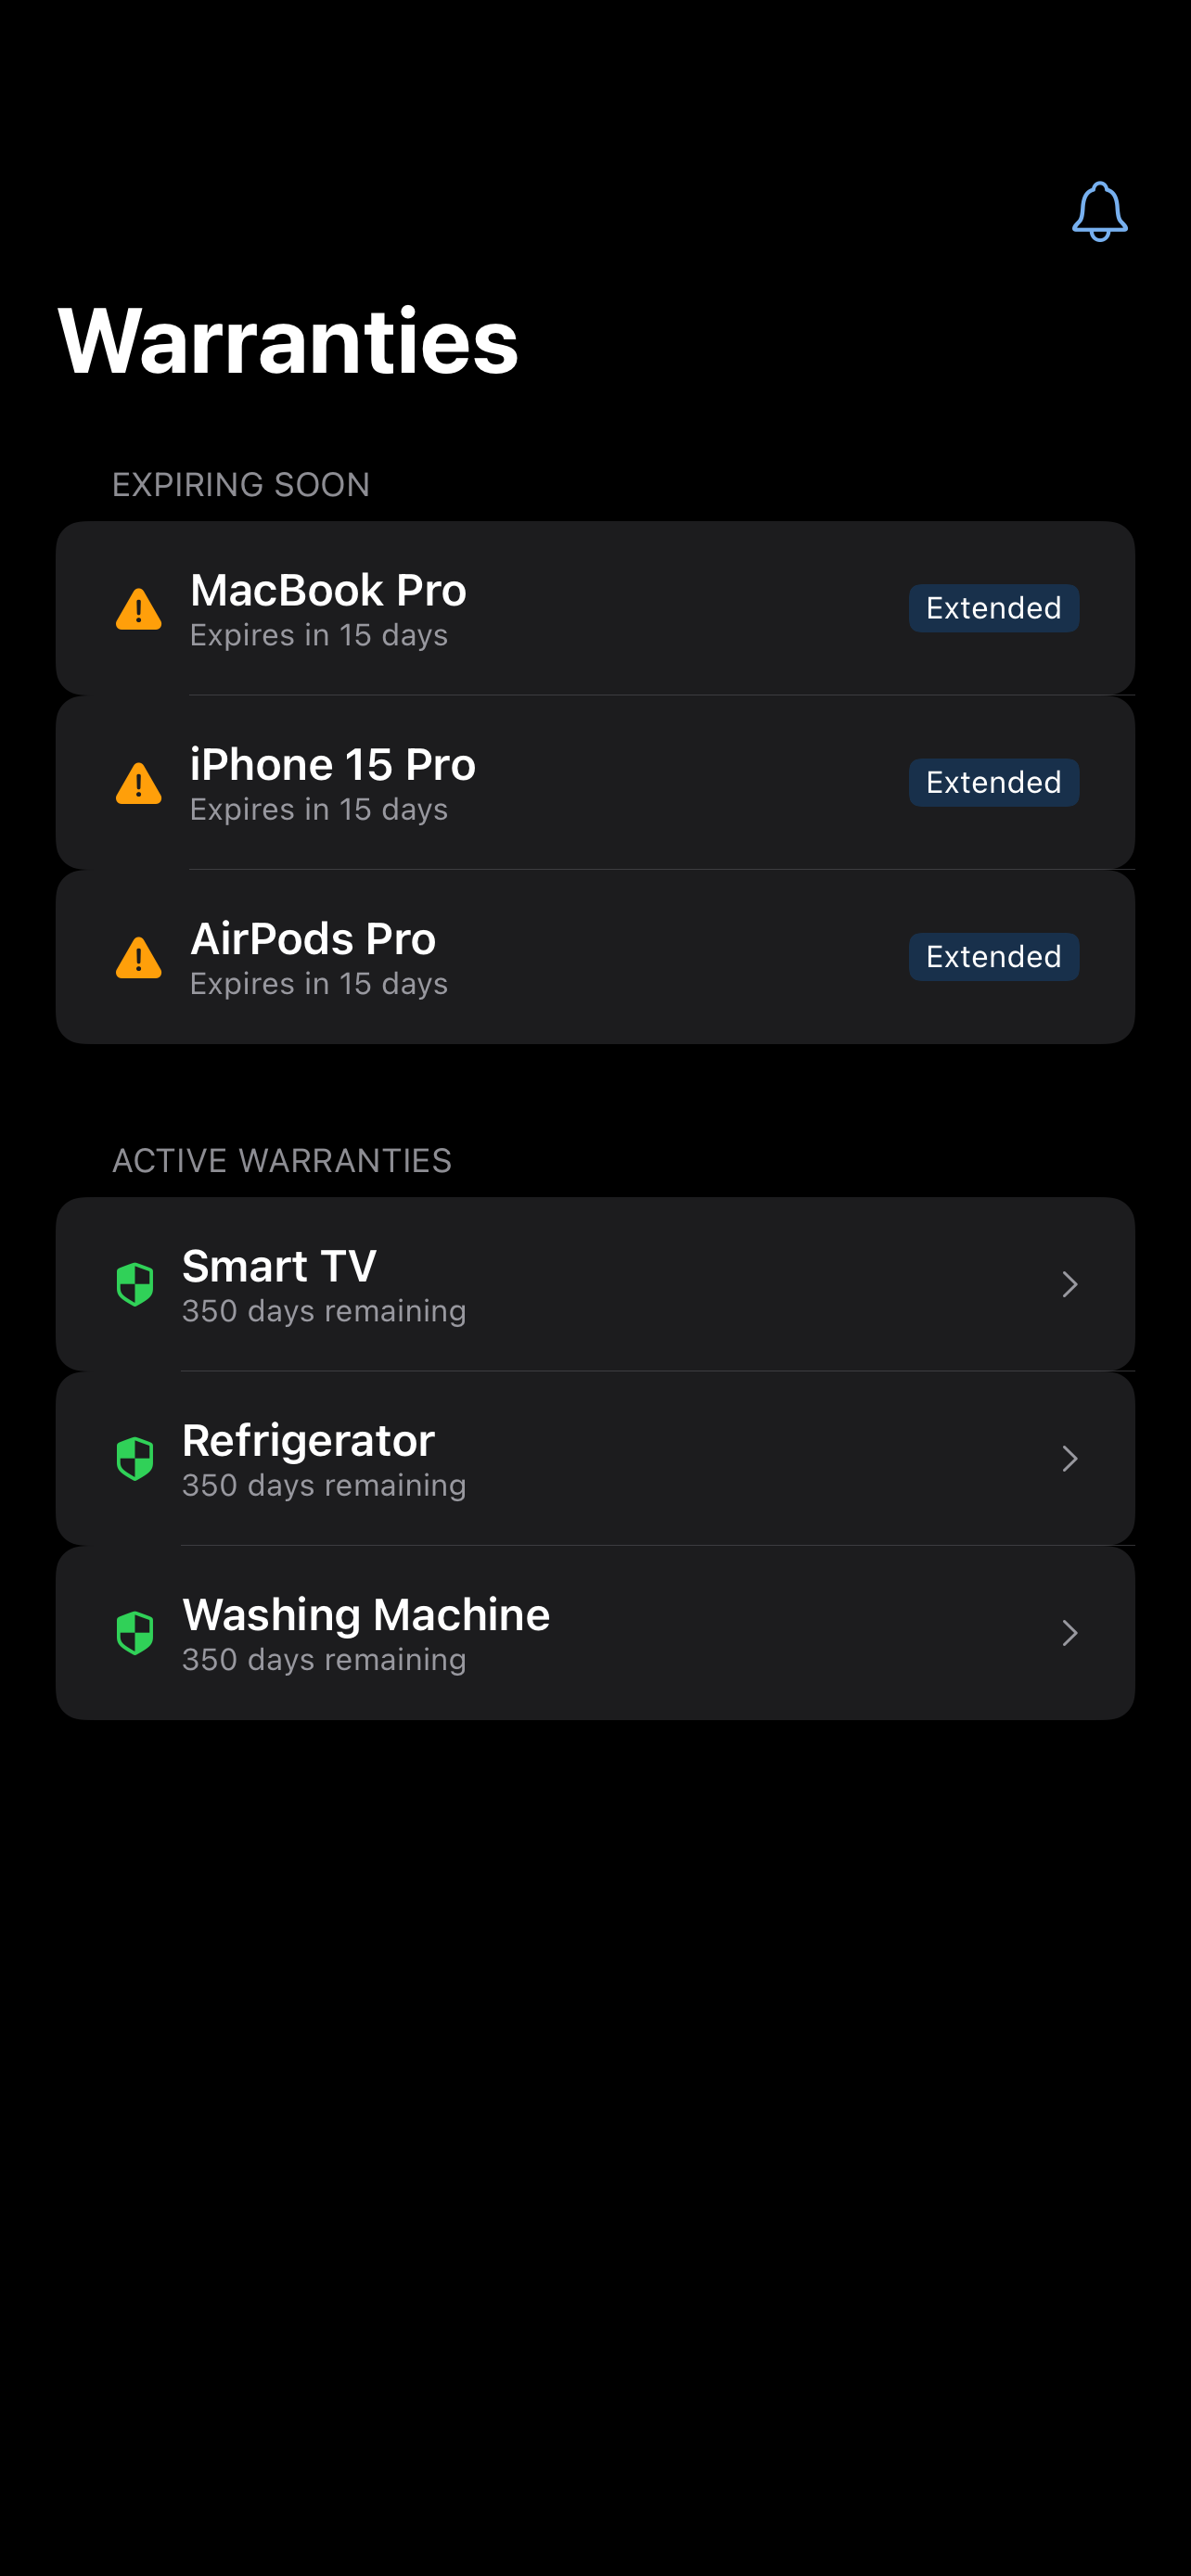 Warranties
EXPIRING SOON
MacBook Pro
Expires in 15 days
Extended
iPhone 15 Pro
Expires in 15 days
Extended
AirPods Pro
Expires in 15 days
Extended
ACTIVE WARRANTIES
Smart TV
350 days remaining
Refrigerator
350 days remaining
Washing Machine
350 days remaining